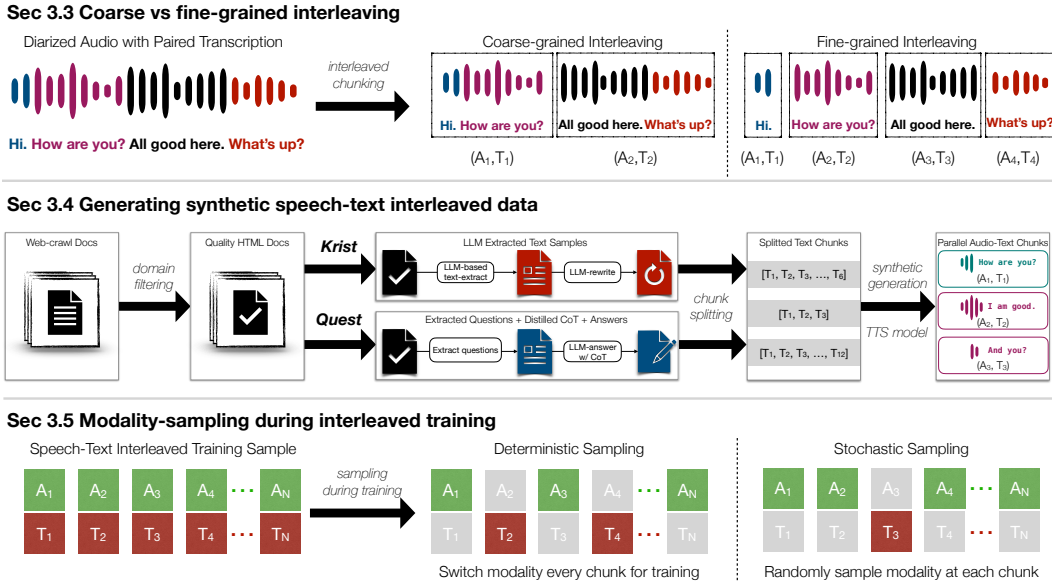 Sec 3.3 Coarse vs fine-grained interleaving
Diarized Audio with Paired Transcription
Hi. How are you? All good here. What's up?
interleaved
chunking
Coarse-grained Interleaving
Hi. How are you?
All good here. What's up?
(A₁,T₁)
(A₂,T₂)
Fine-grained Interleaving
Hi.
How are you?
All good here.
What's up?
(A₁,T₁)
(A₂,T₂)
(A₃,T₃)
(A₄,T₄)
Sec 3.4 Generating synthetic speech-text interleaved data
Web-crawl Docs
domain
filtering
Quality HTML Docs
Krist
Quest
LLM Extracted Text Samples
LLM-based
text-extract
LLM-rewrite
Extracted Questions + Distilled CoT + Answers
Extract questions
LLM-answer
w/ CoT
chunk
splitting
Splitted Text Chunks
[T₁, T₂, T₃, ..., T₆]
[T₁, T₂, T₃]
[T₁, T₂, T₃, ..., T₁₂]
synthetic
generation
TTS model
Parallel Audio-Text Chunks
How are you?
(A₁, T₁)
I am good.
(A₂, T₂)
And you?
(A₃, T₃)
Sec 3.5 Modality-sampling during interleaved training
Speech-Text Interleaved Training Sample
A₁ A₂ A₃ A₄ ... A_N
T₁ T₂ T₃ T₄ ... T_N
sampling
during training
Deterministic Sampling
A₁ A₂ A₃ A₄ ... A_N
T₁ T₂ T₃ T₄ ... T_N
Switch modality every chunk for training
Stochastic Sampling
A₁ A₂ A₃ A₄ ... A_N
T₁ T₂ T₃ T₄ ... T_N
Randomly sample modality at each chunk